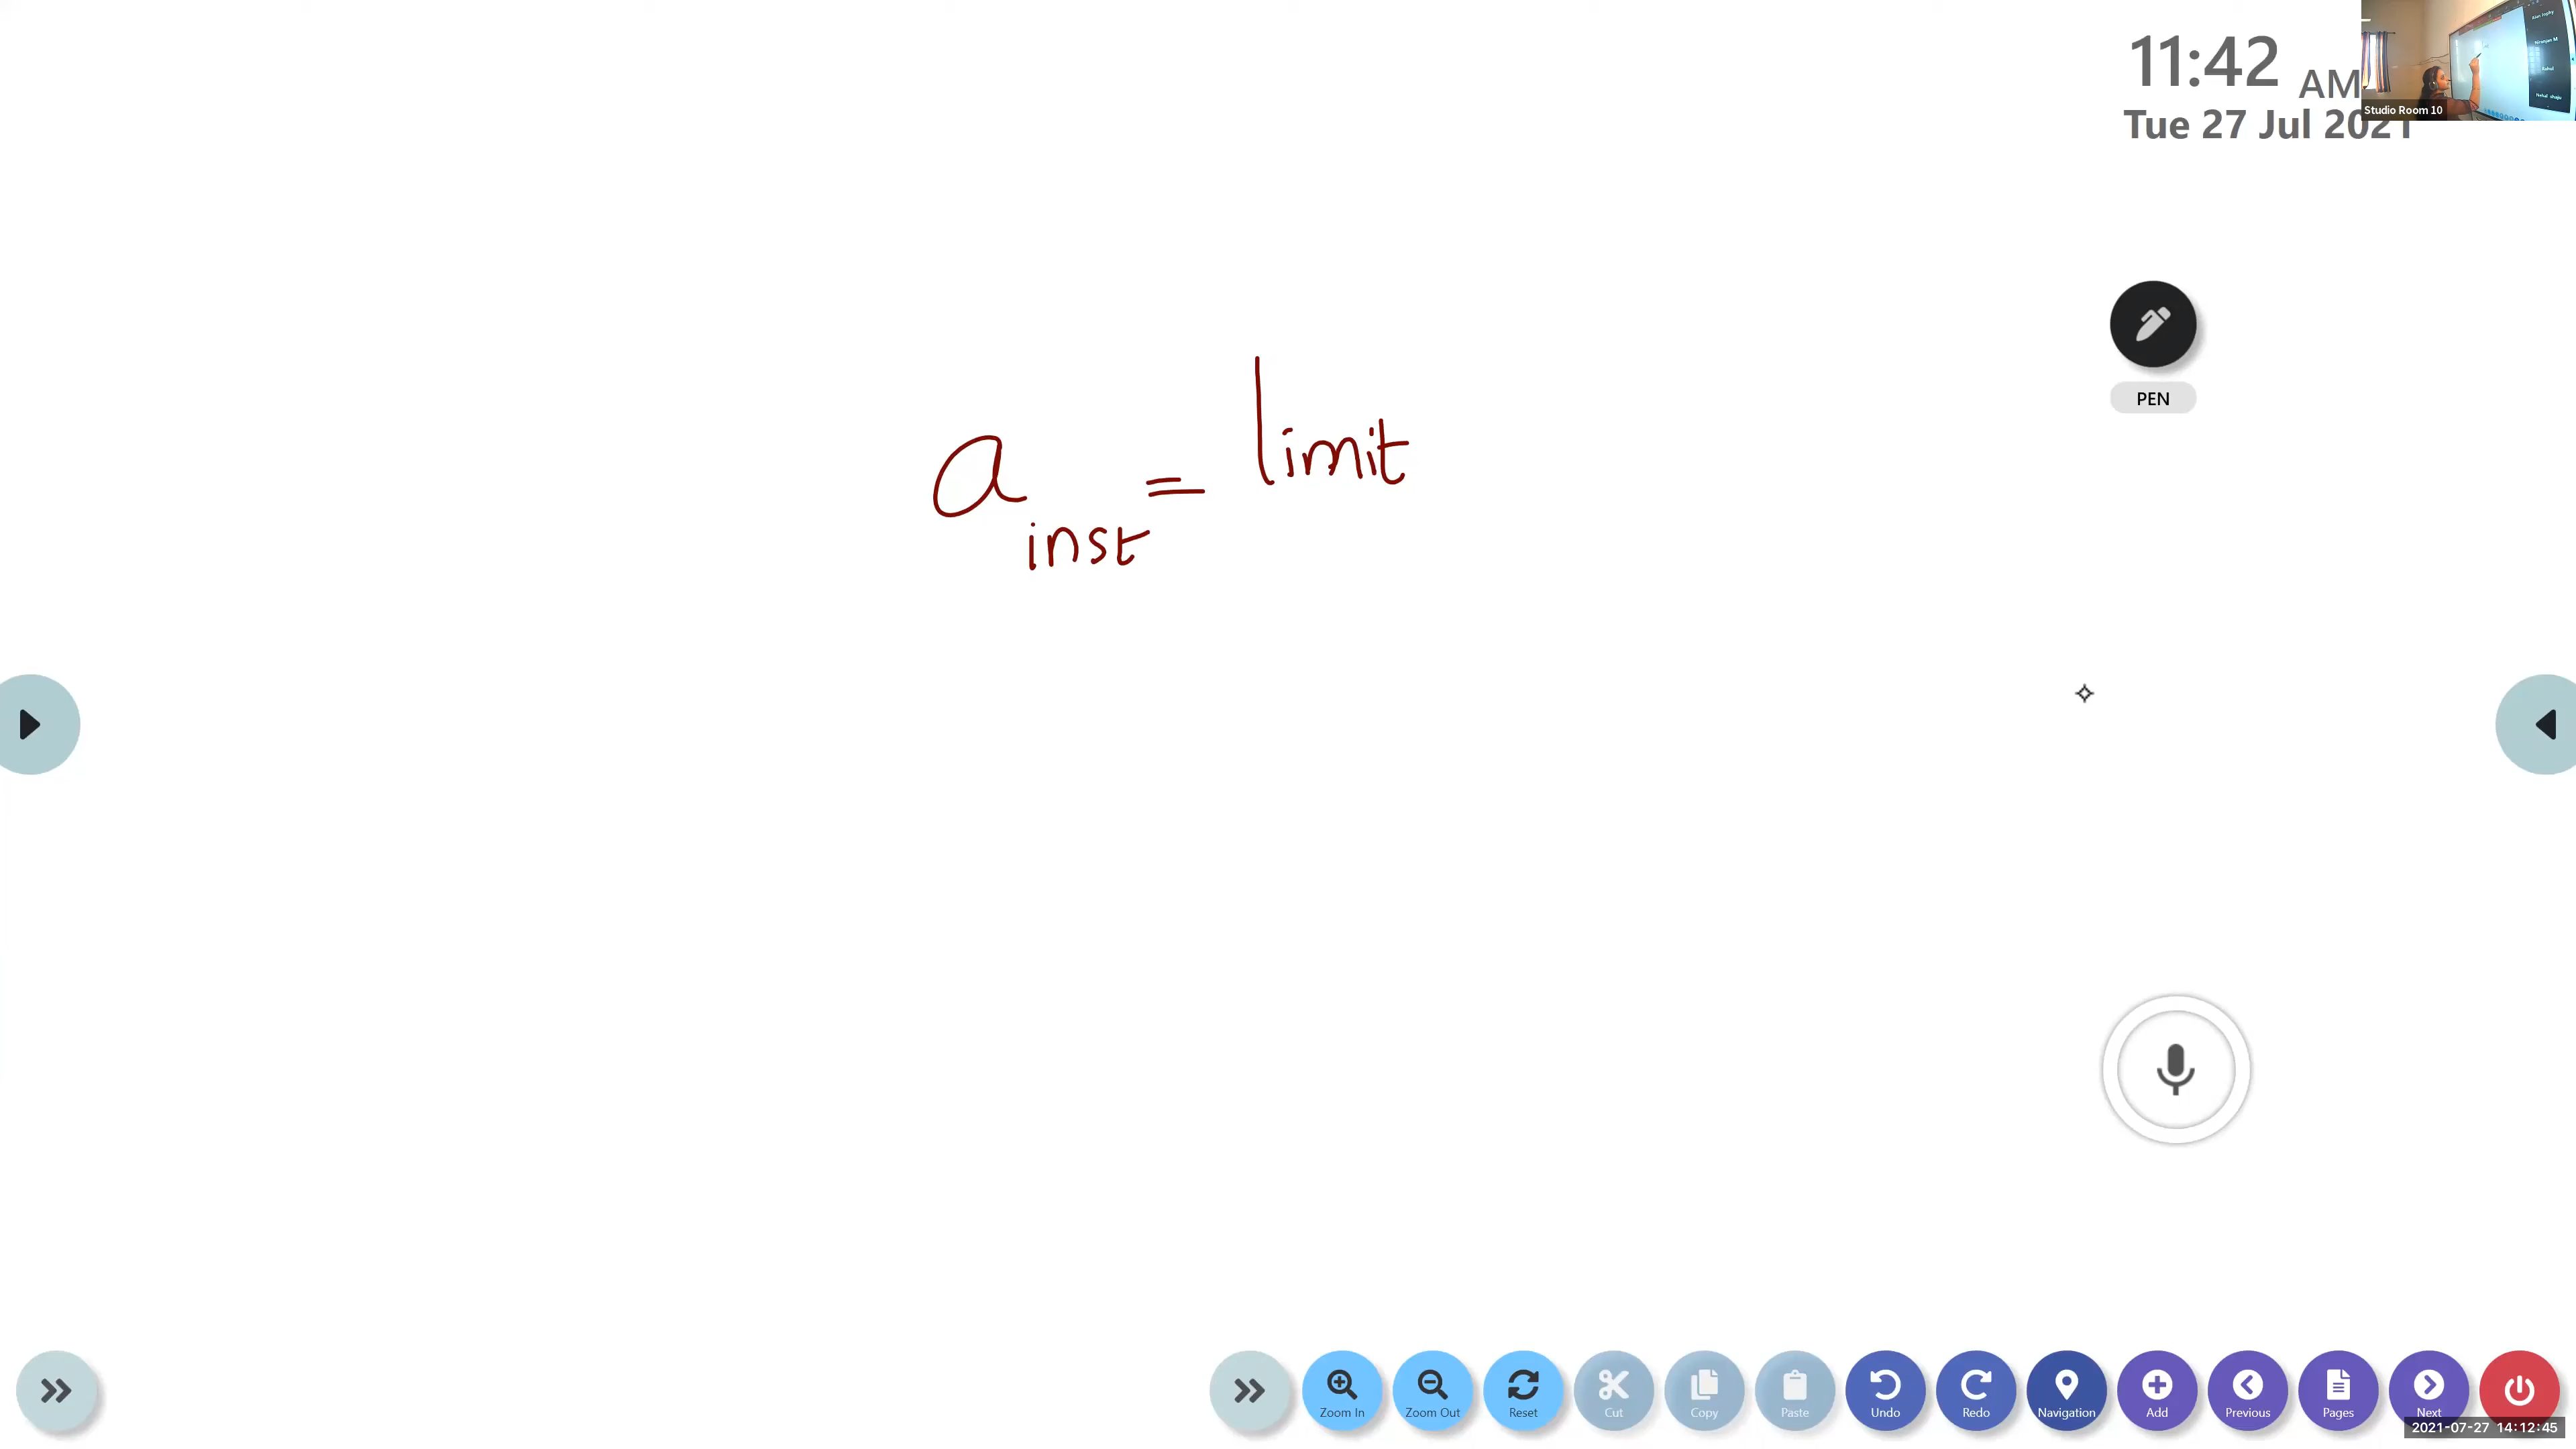 11:42 AM
Tue 27 Jul 2021
Studio Room 10
PEN
a inst = limit
Zoom In Zoom Out Reset Cut Copy Paste Undo Redo Navigation Add Previous Pages Next
2021-07-27 14:12:45